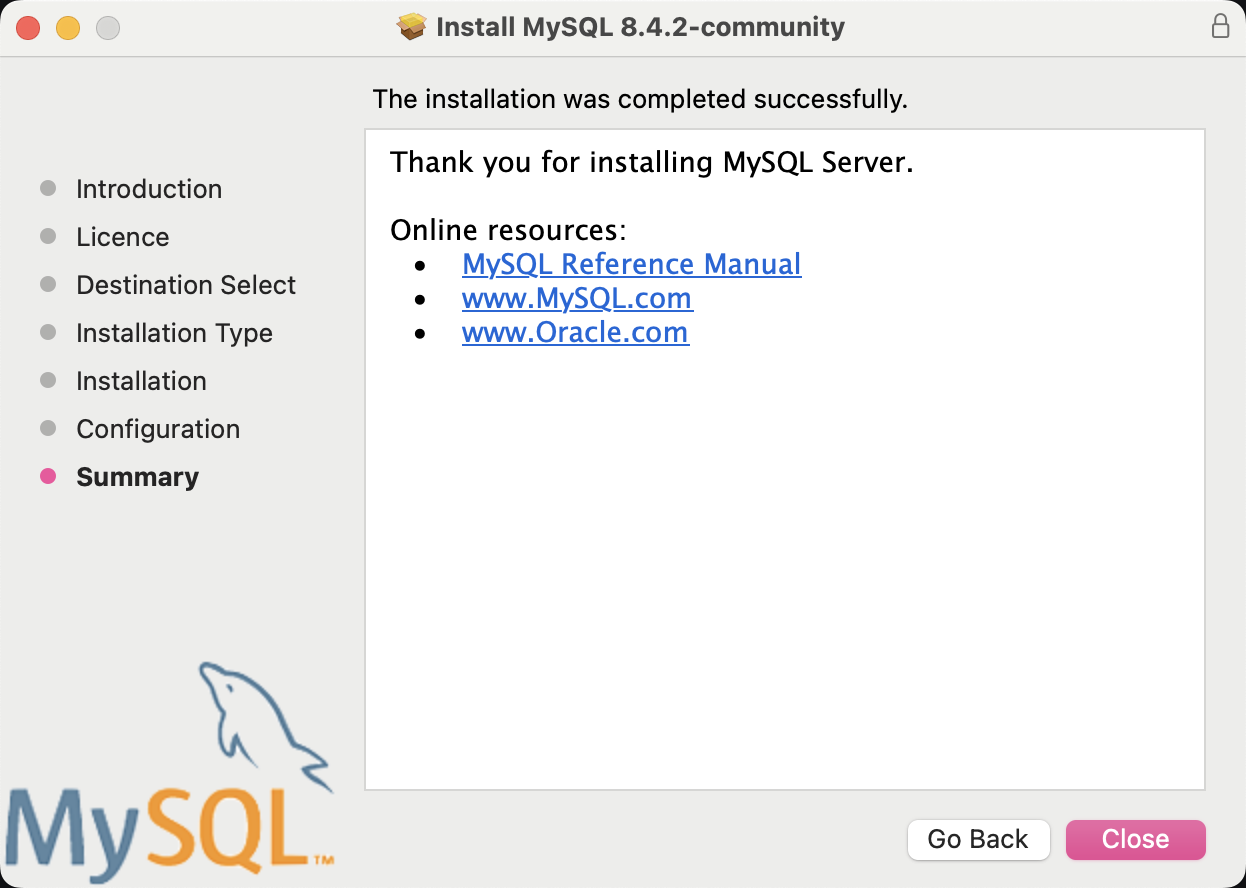 Install MySQL 8.4.2-community
The installation was completed successfully.
Introduction
Licence
Destination Select
Installation Type
Installation
Configuration
Summary
Thank you for installing MySQL Server.
Online resources:
• MySQL Reference Manual
• www.MySQL.com
• www.Oracle.com
MySQL™
Go Back
Close